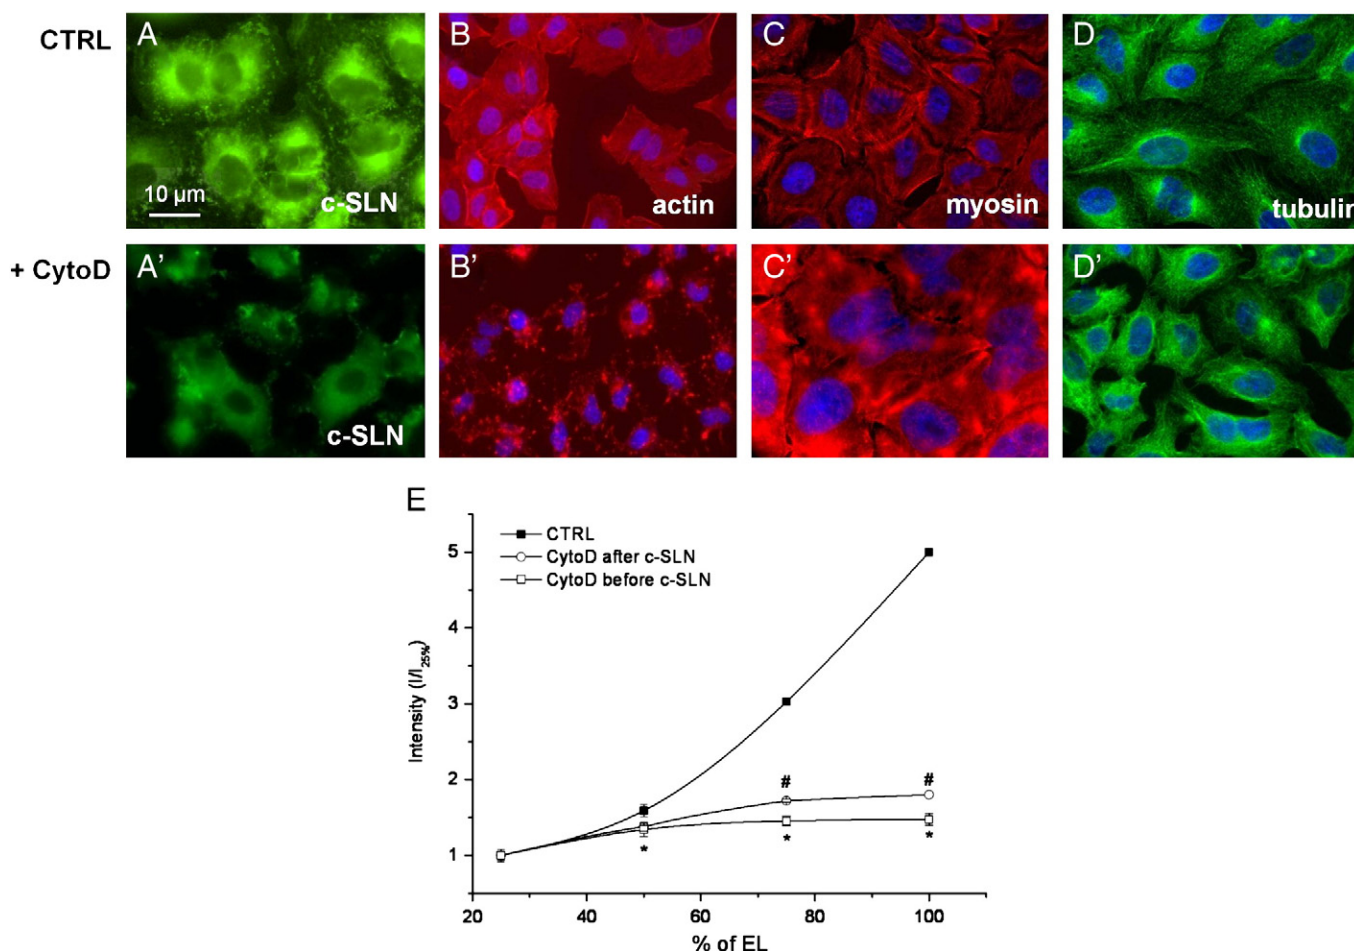 CTRL
A
B
C
D
10 µm
c-SLN
actin
myosin
tubulin
+ CytoD
A'
B'
C'
D'
c-SLN
E
CTRL
CytoD after c-SLN
CytoD before c-SLN
5
4
3
2
1
Intensity (I/I25%)
# #
* * *
20 40 60 80 100
% of EL